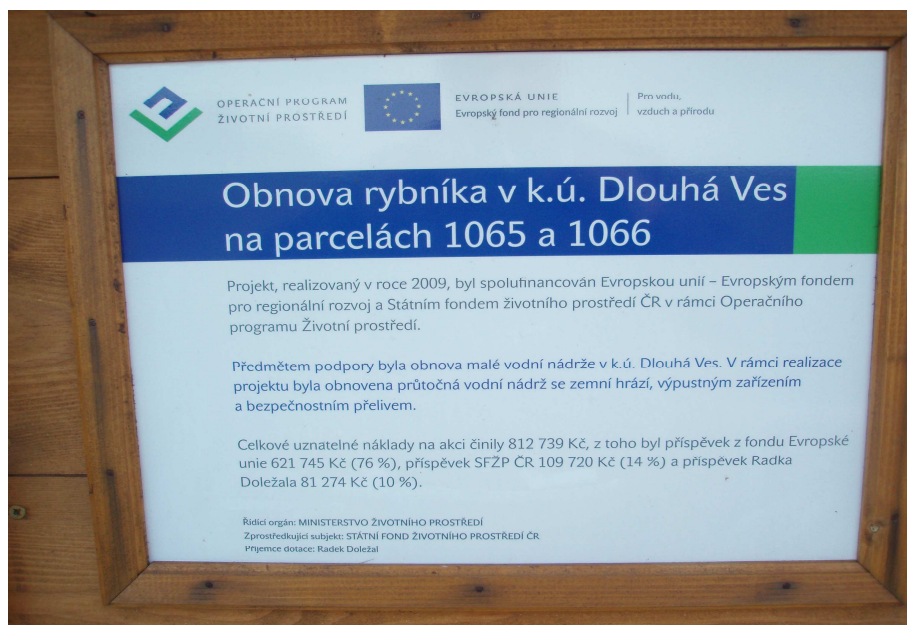 OPERAČNÍ PROGRAM
ŽIVOTNÍ PROSTŘEDÍ
EVROPSKÁ UNIE
Evropský fond pro regionální rozvoj
Pro vodu,
vzduch a přírodu
Obnova rybníka v k.ú. Dlouhá Ves
na parcelách 1065 a 1066
Projekt, realizovaný v roce 2009, byl spolufinancován Evropskou unií – Evropským fondem
pro regionální rozvoj a Státním fondem životního prostředí ČR v rámci Operačního
programu Životní prostředí.
Předmětem podpory byla obnova malé vodní nádrže v k.ú. Dlouhá Ves. V rámci realizace
projektu byla obnovena průtočná vodní nádrž se zemní hrází, výpustným zařízením
a bezpečnostním přelivem.
Celkové uznatelné náklady na akci činily 812 739 Kč, z toho byl příspěvek z fondu Evropské
unie 621 745 Kč (76 %), příspěvek SFŽP ČR 109 720 Kč (14 %) a příspěvek Radka
Doležala 81 274 Kč (10 %).
Řídicí orgán: MINISTERSTVO ŽIVOTNÍHO PROSTŘEDÍ
Zprostředkující subjekt: STÁTNÍ FOND ŽIVOTNÍHO PROSTŘEDÍ ČR
Příjemce dotace: Radek Doležal